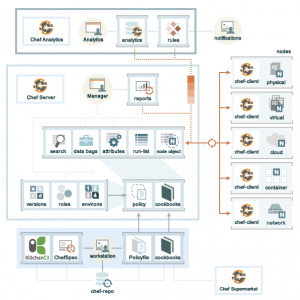 Chef Analytics
Analytics
analytics
rules
notifications
nodes
Chef Server
Manager
reports
chef-client
physical
chef-client
virtual
search
data bags
attributes
run-list
node object
chef-client
cloud
chef-client
container
versions
roles
environs
policy
cookbooks
chef-client
network
KitchenCI
ChefSpec
workstation
Policyfile
cookbooks
chef-repo
Chef Supermarket